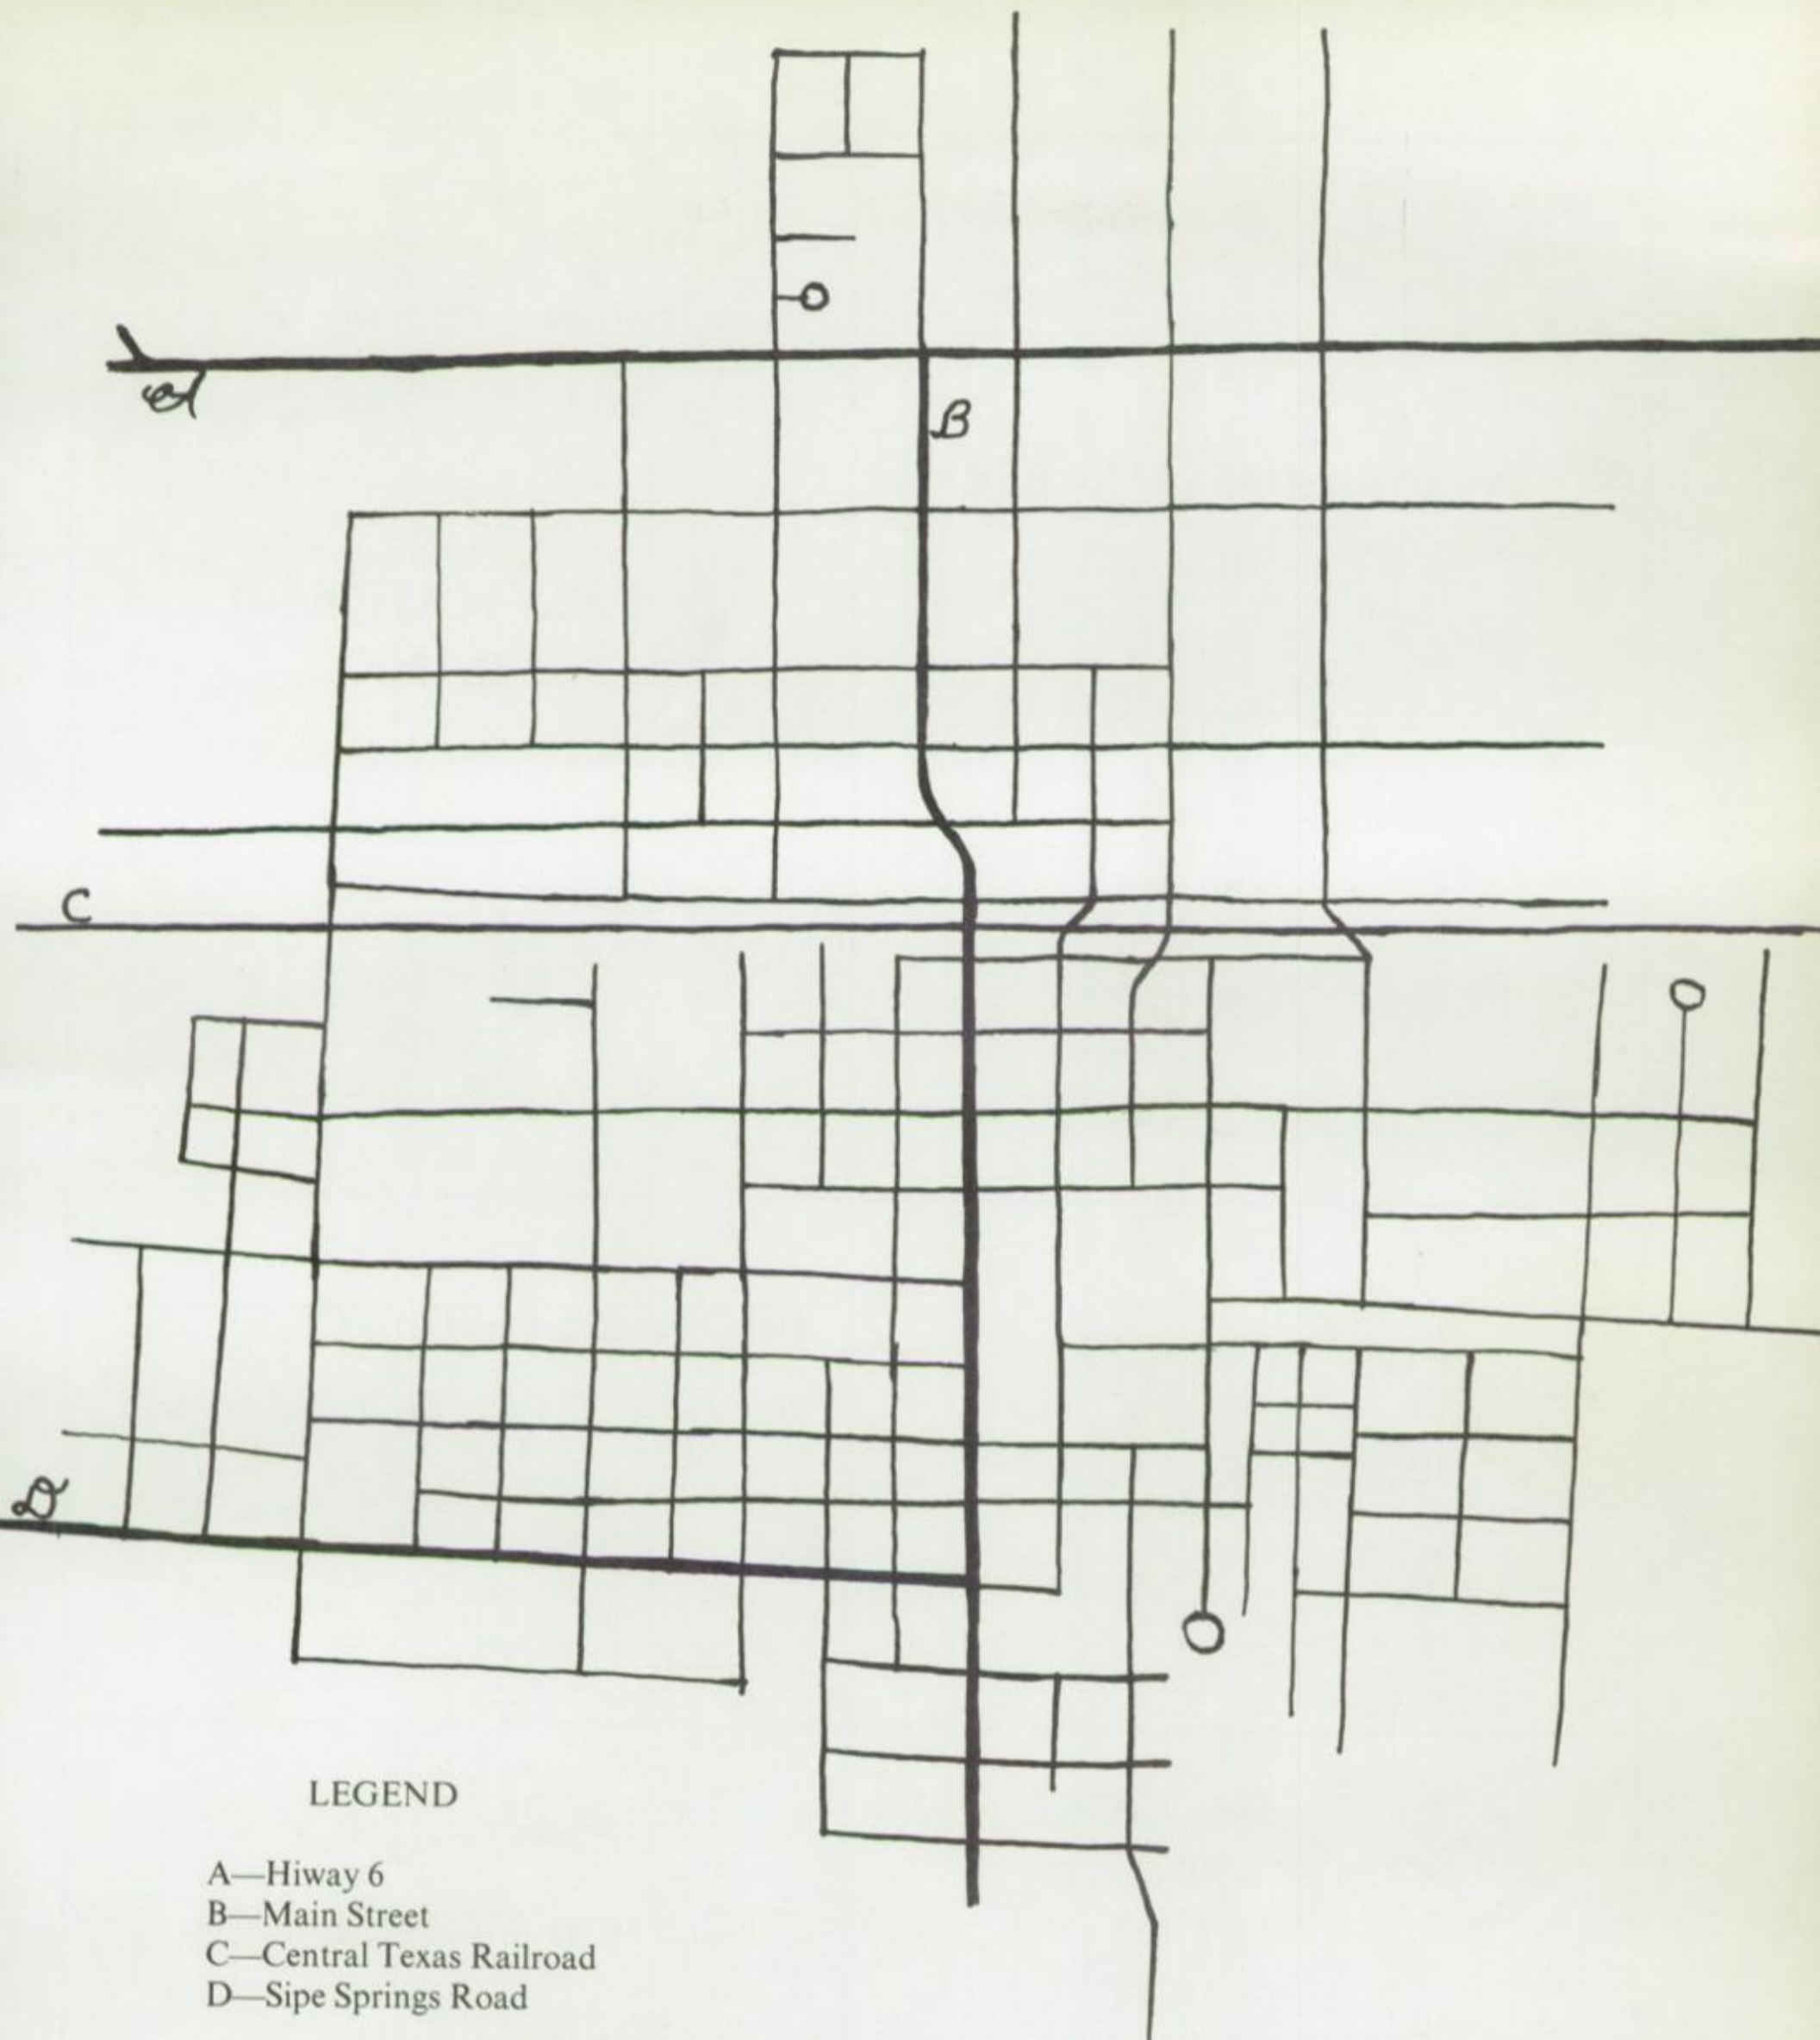 A
B
C
D
LEGEND
A—Hiway 6
B—Main Street
C—Central Texas Railroad
D—Sipe Springs Road